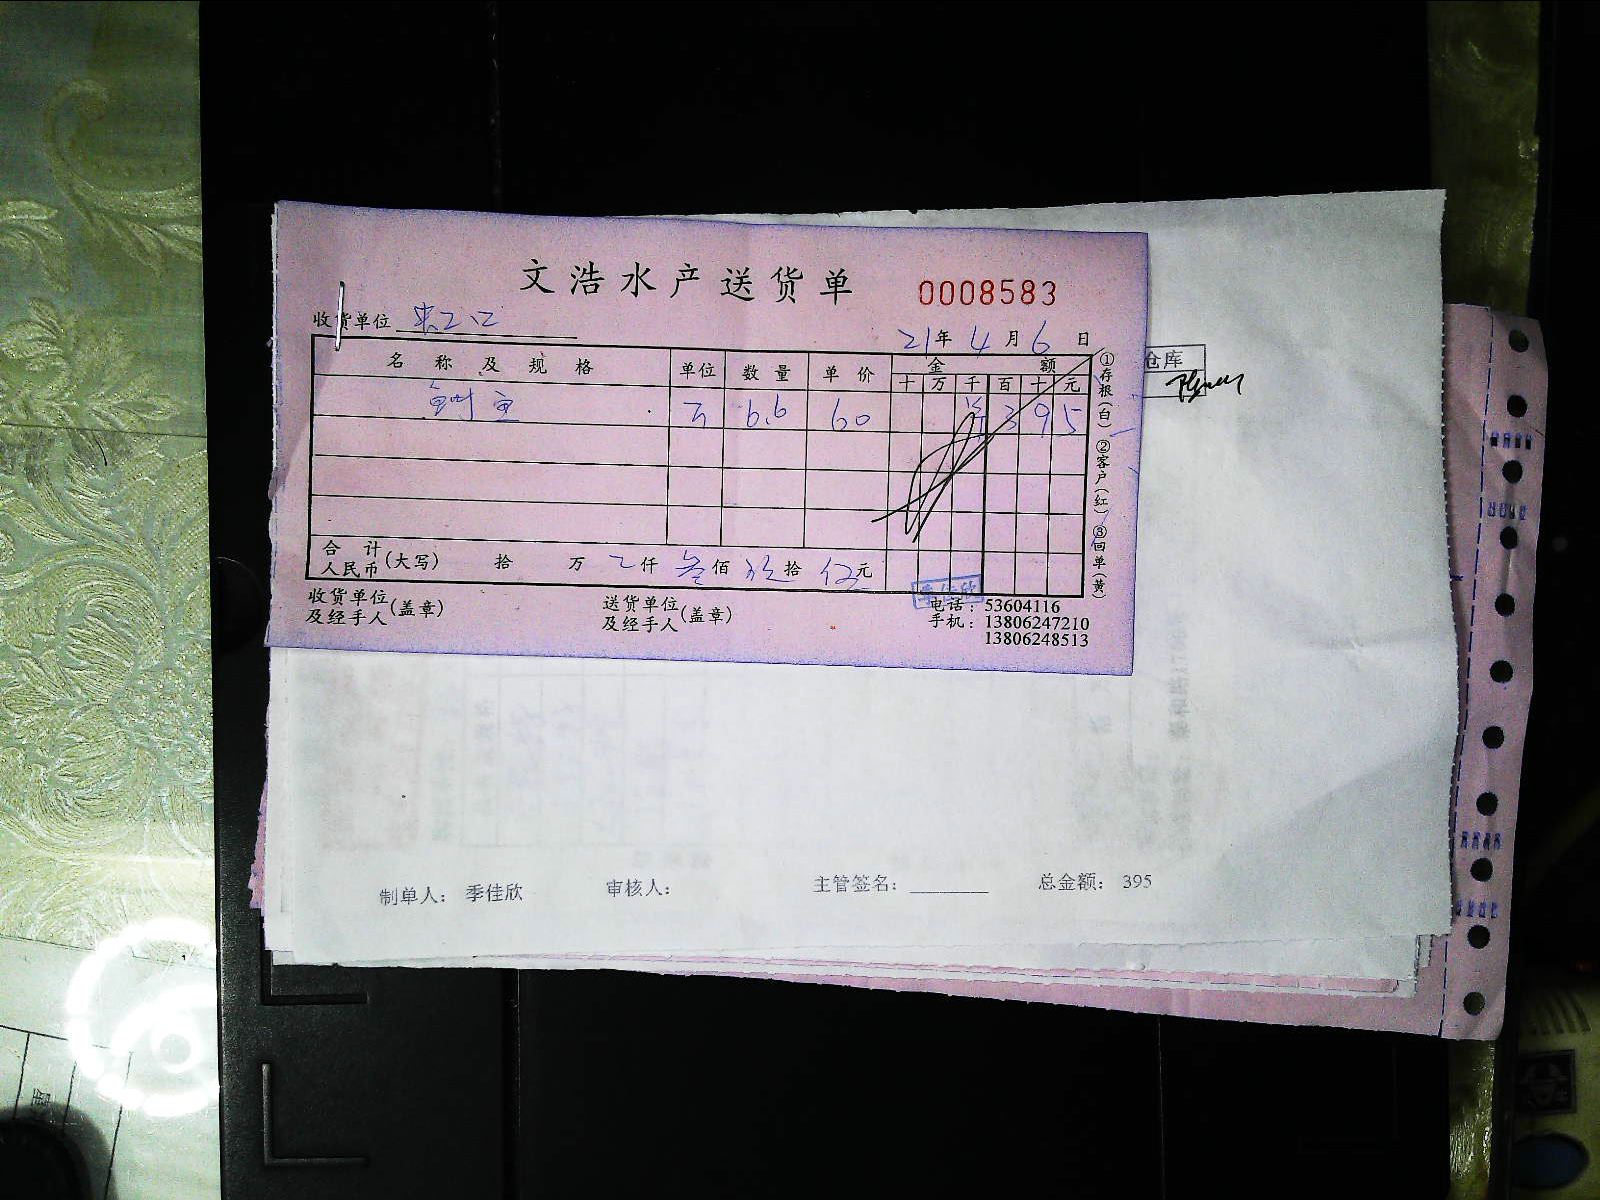 文浩水产送货单 0008583
收货单位
21年4月6日
名称及规格 单位 数量 单价 金额
十 万 千 百 十 元
6.6 60 395
合计人民币(大写) 拾 万 仟 叁佰 玖拾 伍元
收货单位及经手人(盖章) 送货单位及经手人(盖章)
电话：53604116
手机：13806247210
13806248513
①存根(白) ②客户(红) ③回单(黄)
仓库
制单人： 季佳欣 审核人： 主管签名： 总金额： 395